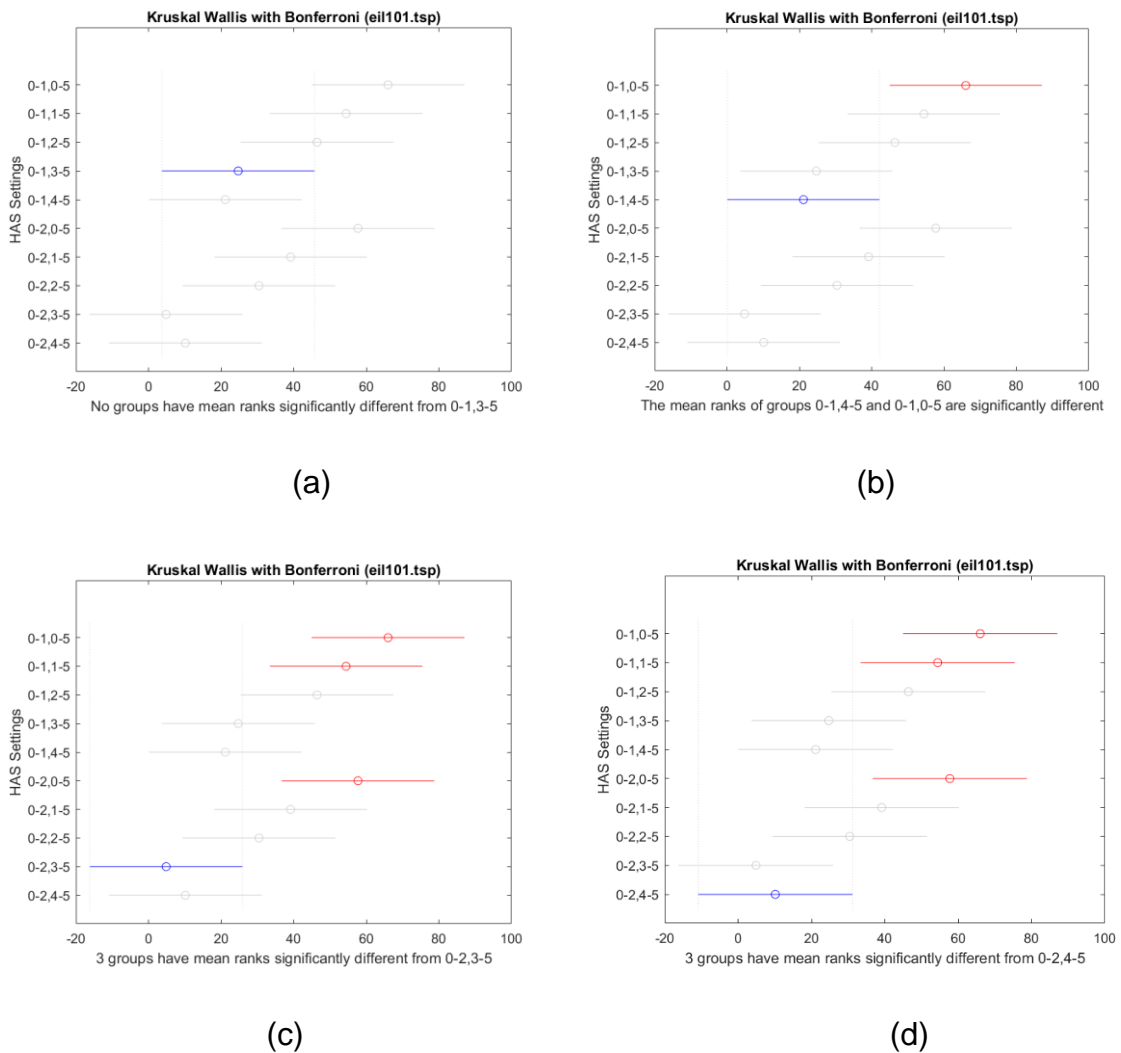 Kruskal Wallis with Bonferroni (eil101.tsp)
HAS Settings
0-1,0-5
0-1,1-5
0-1,2-5
0-1,3-5
0-1,4-5
0-2,0-5
0-2,1-5
0-2,2-5
0-2,3-5
0-2,4-5
-20 0 20 40 60 80 100
No groups have mean ranks significantly different from 0-1,3-5
(a)
Kruskal Wallis with Bonferroni (eil101.tsp)
HAS Settings
0-1,0-5
0-1,1-5
0-1,2-5
0-1,3-5
0-1,4-5
0-2,0-5
0-2,1-5
0-2,2-5
0-2,3-5
0-2,4-5
-20 0 20 40 60 80 100
The mean ranks of groups 0-1,4-5 and 0-1,0-5 are significantly different
(b)
Kruskal Wallis with Bonferroni (eil101.tsp)
HAS Settings
0-1,0-5
0-1,1-5
0-1,2-5
0-1,3-5
0-1,4-5
0-2,0-5
0-2,1-5
0-2,2-5
0-2,3-5
0-2,4-5
-20 0 20 40 60 80 100
3 groups have mean ranks significantly different from 0-2,3-5
(c)
Kruskal Wallis with Bonferroni (eil101.tsp)
HAS Settings
0-1,0-5
0-1,1-5
0-1,2-5
0-1,3-5
0-1,4-5
0-2,0-5
0-2,1-5
0-2,2-5
0-2,3-5
0-2,4-5
-20 0 20 40 60 80 100
3 groups have mean ranks significantly different from 0-2,4-5
(d)